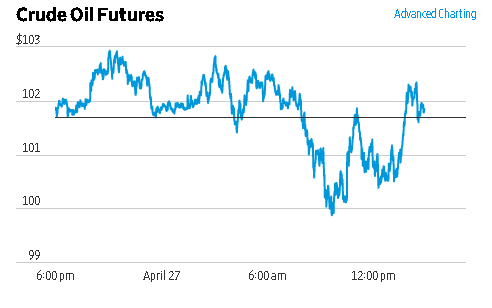 Crude Oil Futures
Advanced Charting
$103
102
101
100
99
6:00 pm April 27 6:00 am 12:00 pm